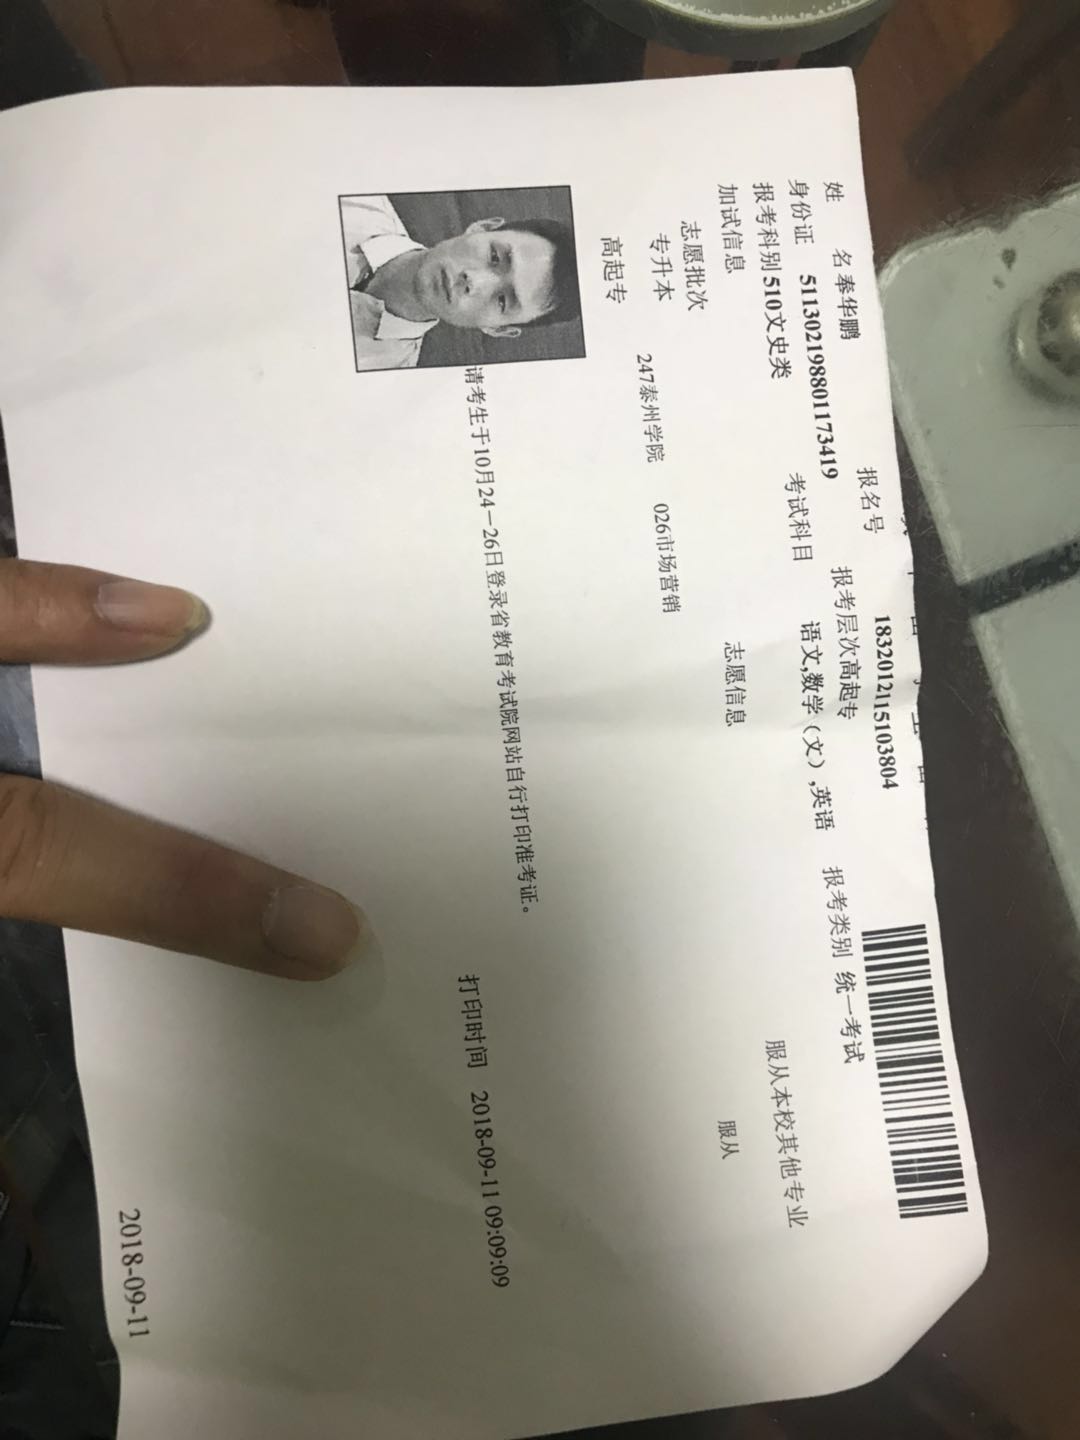 姓 名 奉华鹏 报名号 1832012115103804
身份证 511302198801173419 报考层次 高起专 报考类别 统一考试
报考科别 510文史类 考试科目 语文,数学（文）,英语
加试信息
志愿信息
志愿批次 服从本校其他专业
专升本
高起专 247泰州学院 026市场营销 服从
请考生于10月24－26日登录省教育考试院网站自行打印准考证。
打印时间 2018-09-11 09:09:09
2018-09-11